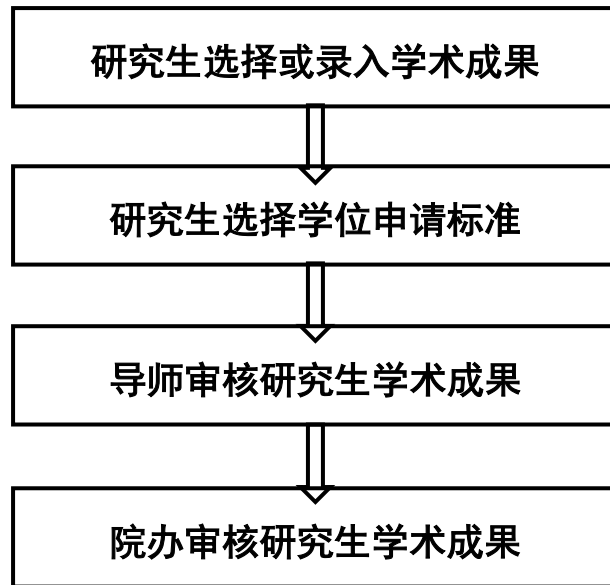 研究生选择或录入学术成果
研究生选择学位申请标准
导师审核研究生学术成果
院办审核研究生学术成果